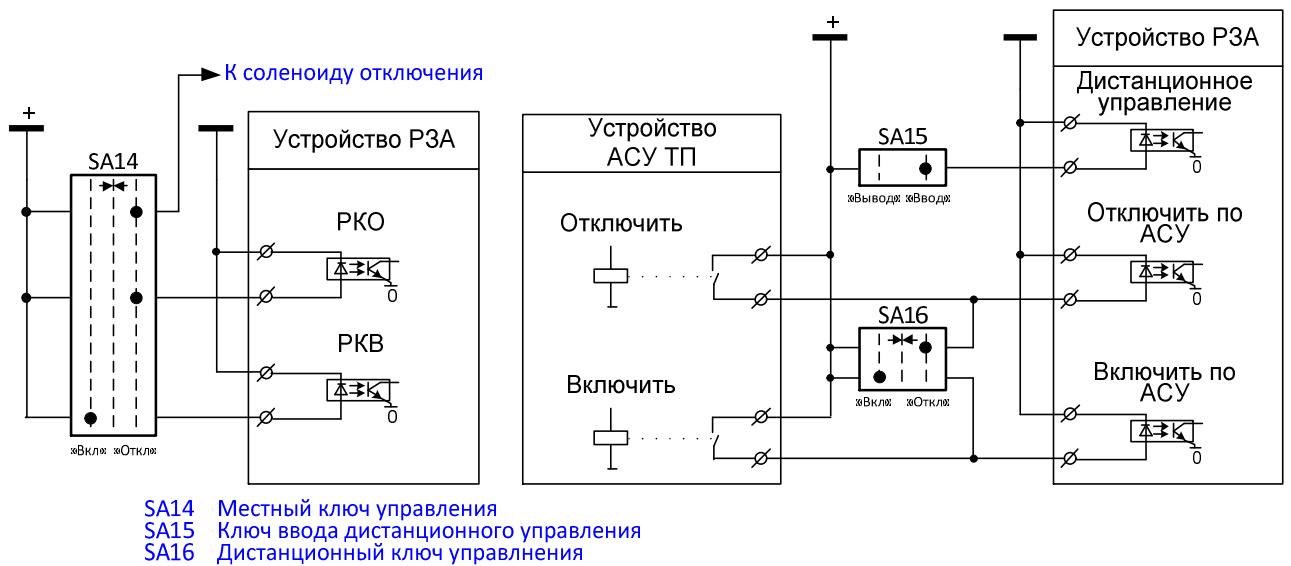 К соленоиду отключения
+
SA14
»Вкл« »Откл«
Устройство РЗА
РКО
0
РКВ
0
Устройство
АСУ ТП
Отключить
Включить
+
SA15
»Вывод« »Ввод«
SA16
»Вкл« »Откл«
Устройство РЗА
Дистанционное
управление
0
Отключить по
АСУ
0
Включить по
АСУ
0
SA14 Местный ключ управления
SA15 Ключ ввода дистанционного управления
SA16 Дистанционный ключ управлнения